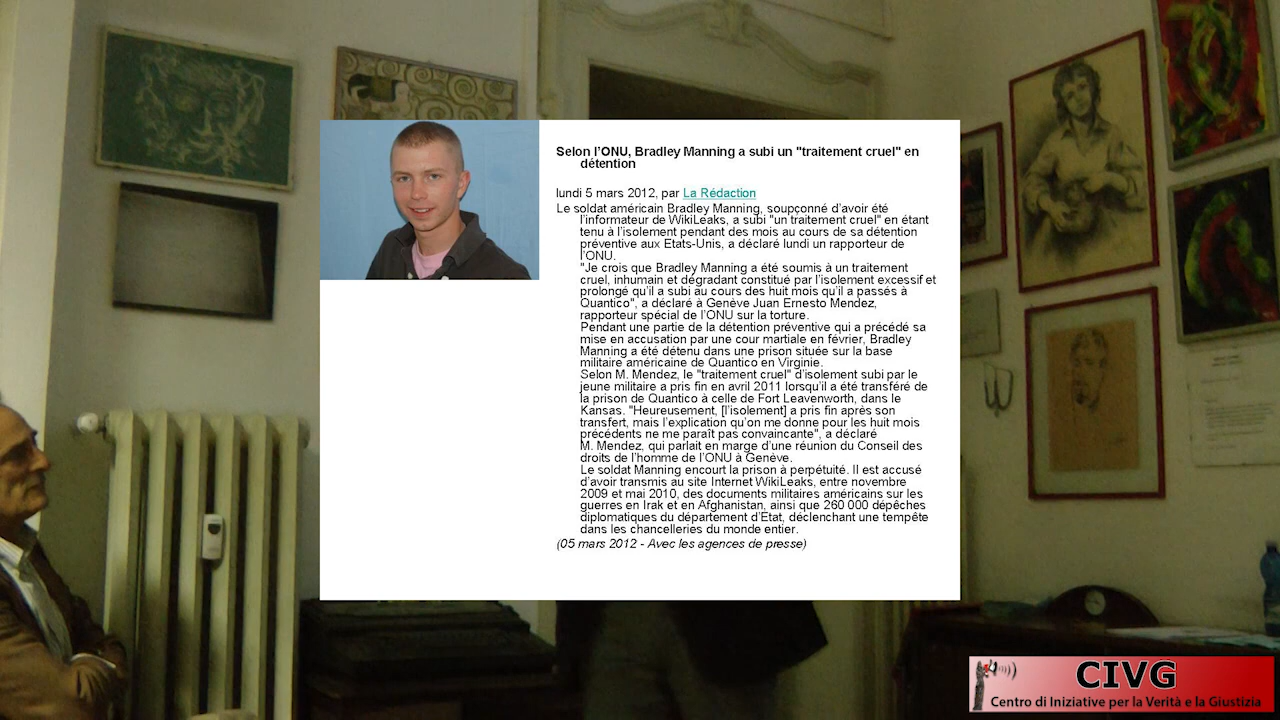 Selon l'ONU, Bradley Manning a subi un "traitement cruel" en
détention
lundi 5 mars 2012, par La Rédaction
Le soldat américain Bradley Manning, soupçonné d'avoir été
l'informateur de WikiLeaks, a subi "un traitement cruel" en étant
tenu à l'isolement pendant des mois au cours de sa détention
préventive aux Etats-Unis, a déclaré lundi un rapporteur de
l'ONU.
"Je crois que Bradley Manning a été soumis à un traitement
cruel, inhumain et dégradant constitué par l'isolement excessif et
prolongé qu'il a subi au cours des huit mois qu'il a passés à
Quantico", a déclaré à Genève Juan Ernesto Mendez,
rapporteur spécial de l'ONU sur la torture.
Pendant une partie de la détention préventive qui a précédé sa
mise en accusation par une cour martiale en février, Bradley
Manning a été détenu dans une prison située sur la base
militaire américaine de Quantico en Virginie.
Selon M. Mendez, le "traitement cruel" d'isolement subi par le
jeune militaire a pris fin en avril 2011 lorsqu'il a été transféré de
la prison de Quantico à celle de Fort Leavenworth, dans le
Kansas. "Heureusement, [l'isolement] a pris fin après son
transfert, mais l'explication qu'on me donne pour les huit mois
précédents ne me paraît pas convaincante", a déclaré
M. Mendez, qui parlait en marge d'une réunion du Conseil des
droits de l'homme de l'ONU à Genève.
Le soldat Manning encourt la prison à perpétuité. Il est accusé
d'avoir transmis au site Internet WikiLeaks, entre novembre
2009 et mai 2010, des documents militaires américains sur les
guerres en Irak et en Afghanistan, ainsi que 260 000 dépêches
diplomatiques du département d'Etat, déclenchant une tempête
dans les chancelleries du monde entier.
(05 mars 2012 - Avec les agences de presse)
CIVG
Centro di Iniziative per la Verità e la Giustizia